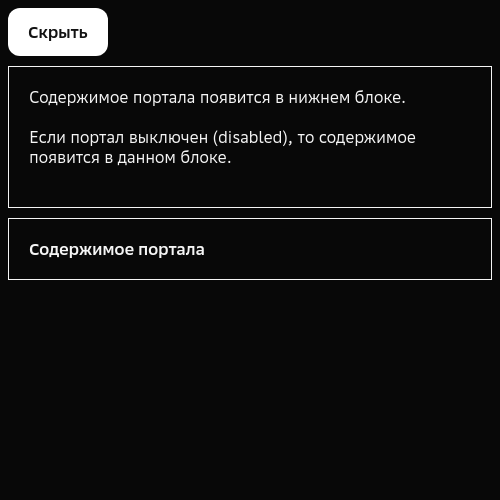 Скрыть
Содержимое портала появится в нижнем блоке.
Если портал выключен (disabled), то содержимое
появится в данном блоке.
Содержимое портала